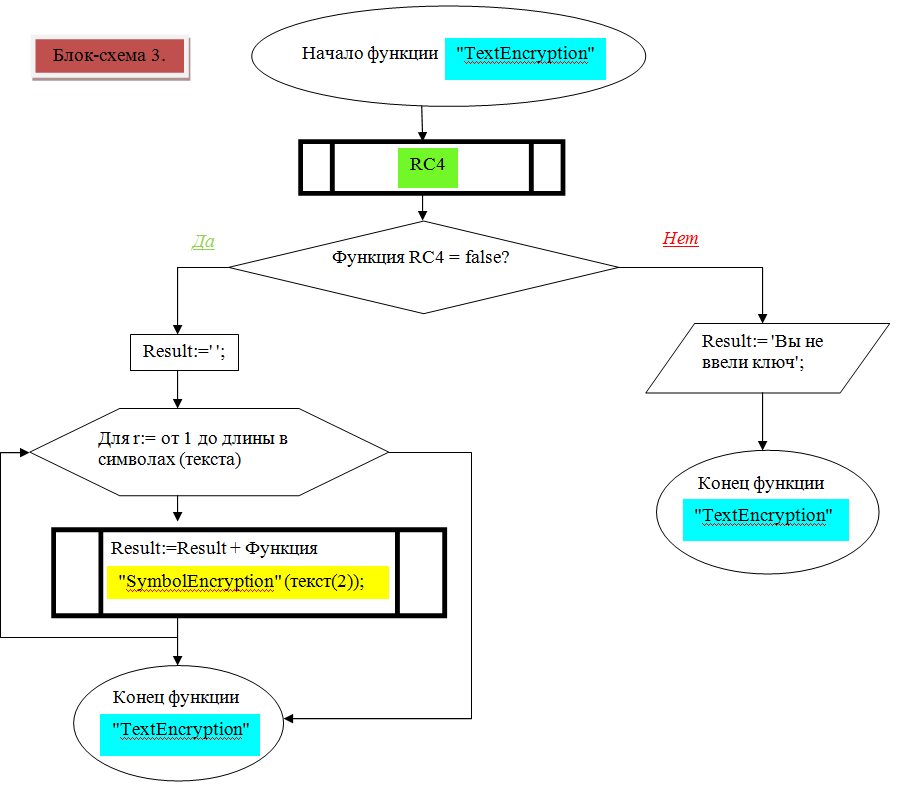 Блок-схема 3.
Начало функции "TextEncryption"
RC4
Да
Нет
Функция RC4 = false?
Result:=' ';
Result:= 'Вы не
ввели ключ';
Для r:= от 1 до длины в
символах (текста)
Конец функции
"TextEncryption"
Result:=Result + Функция
"SymbolEncryption" (текст(2));
Конец функции
"TextEncryption"